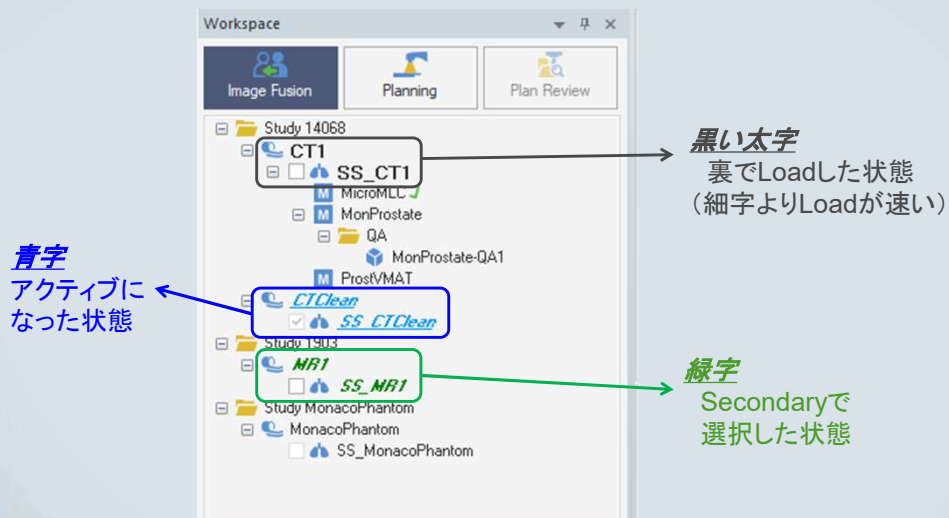 Workspace
Image Fusion
Planning
Plan Review
Study 14068
CT1
SS_CT1
M MicroMLC
M MonProstate
QA
MonProstate-QA1
M ProstVMAT
CTClean
SS_CTClean
Study 1903
MR1
SS_MR1
Study MonacoPhantom
MonacoPhantom
SS_MonacoPhantom
黒い太字
裏でLoadした状態
（細字よりLoadが速い）
青字
アクティブに
なった状態
緑字
Secondaryで
選択した状態